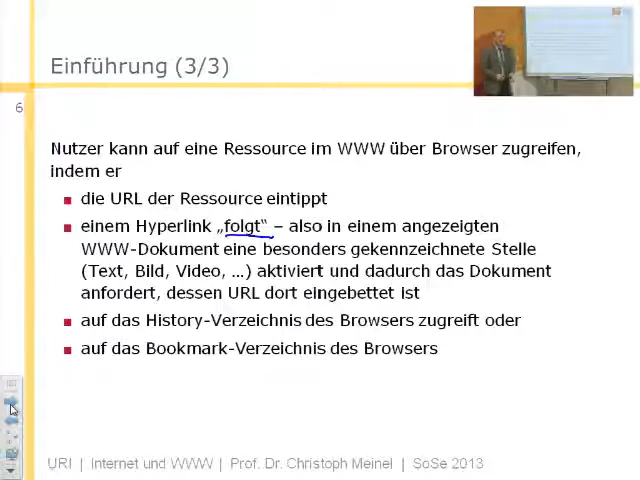 Einführung (3/3)
6
Nutzer kann auf eine Ressource im WWW über Browser zugreifen,
indem er
die URL der Ressource eintippt
einem Hyperlink „folgt“ – also in einem angezeigten
WWW-Dokument eine besonders gekennzeichnete Stelle
(Text, Bild, Video, …) aktiviert und dadurch das Dokument
anfordert, dessen URL dort eingebettet ist
auf das History-Verzeichnis des Browsers zugreift oder
auf das Bookmark-Verzeichnis des Browsers
URI | Internet und WWW | Prof. Dr. Christoph Meinel | SoSe 2013